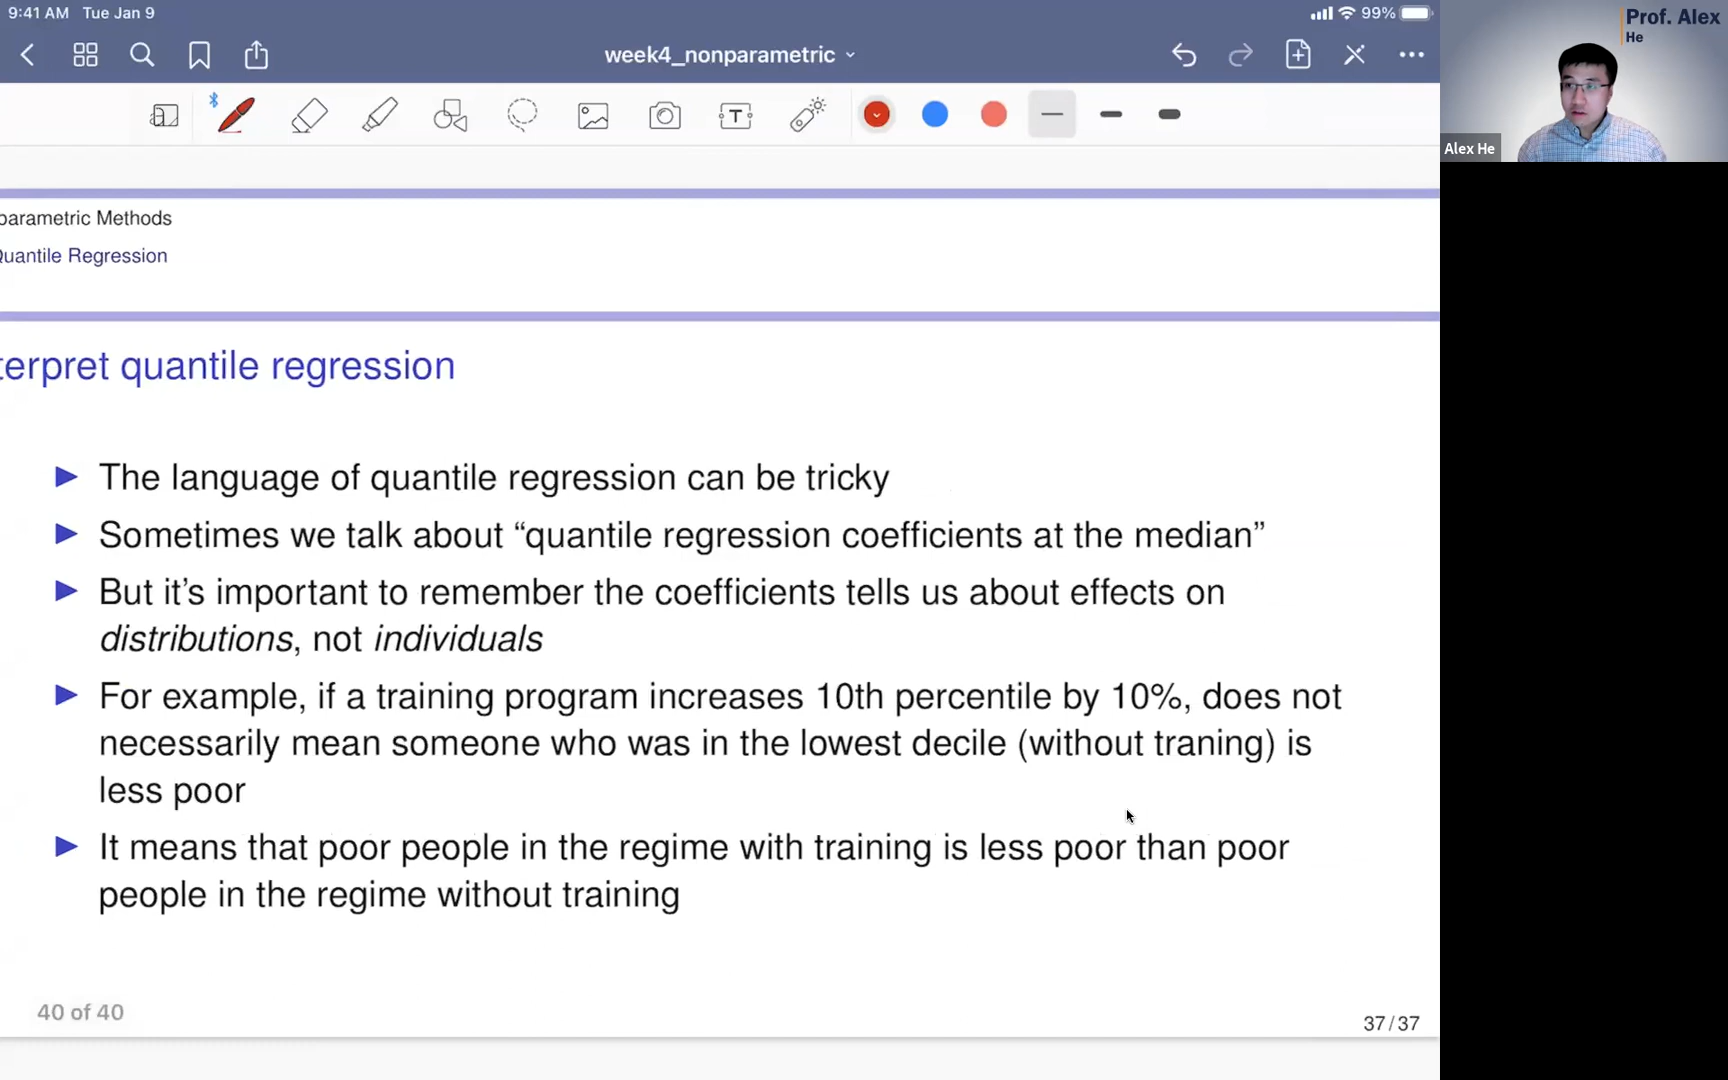 9:41 AM Tue Jan 9
99%
week4_nonparametric
T
Prof. Alex
He
Alex He
parametric Methods
Quantile Regression
terpret quantile regression
The language of quantile regression can be tricky
Sometimes we talk about “quantile regression coefficients at the median”
But it’s important to remember the coefficients tells us about effects on
distributions, not individuals
For example, if a training program increases 10th percentile by 10%, does not
necessarily mean someone who was in the lowest decile (without traning) is
less poor
It means that poor people in the regime with training is less poor than poor
people in the regime without training
40 of 40
37/37